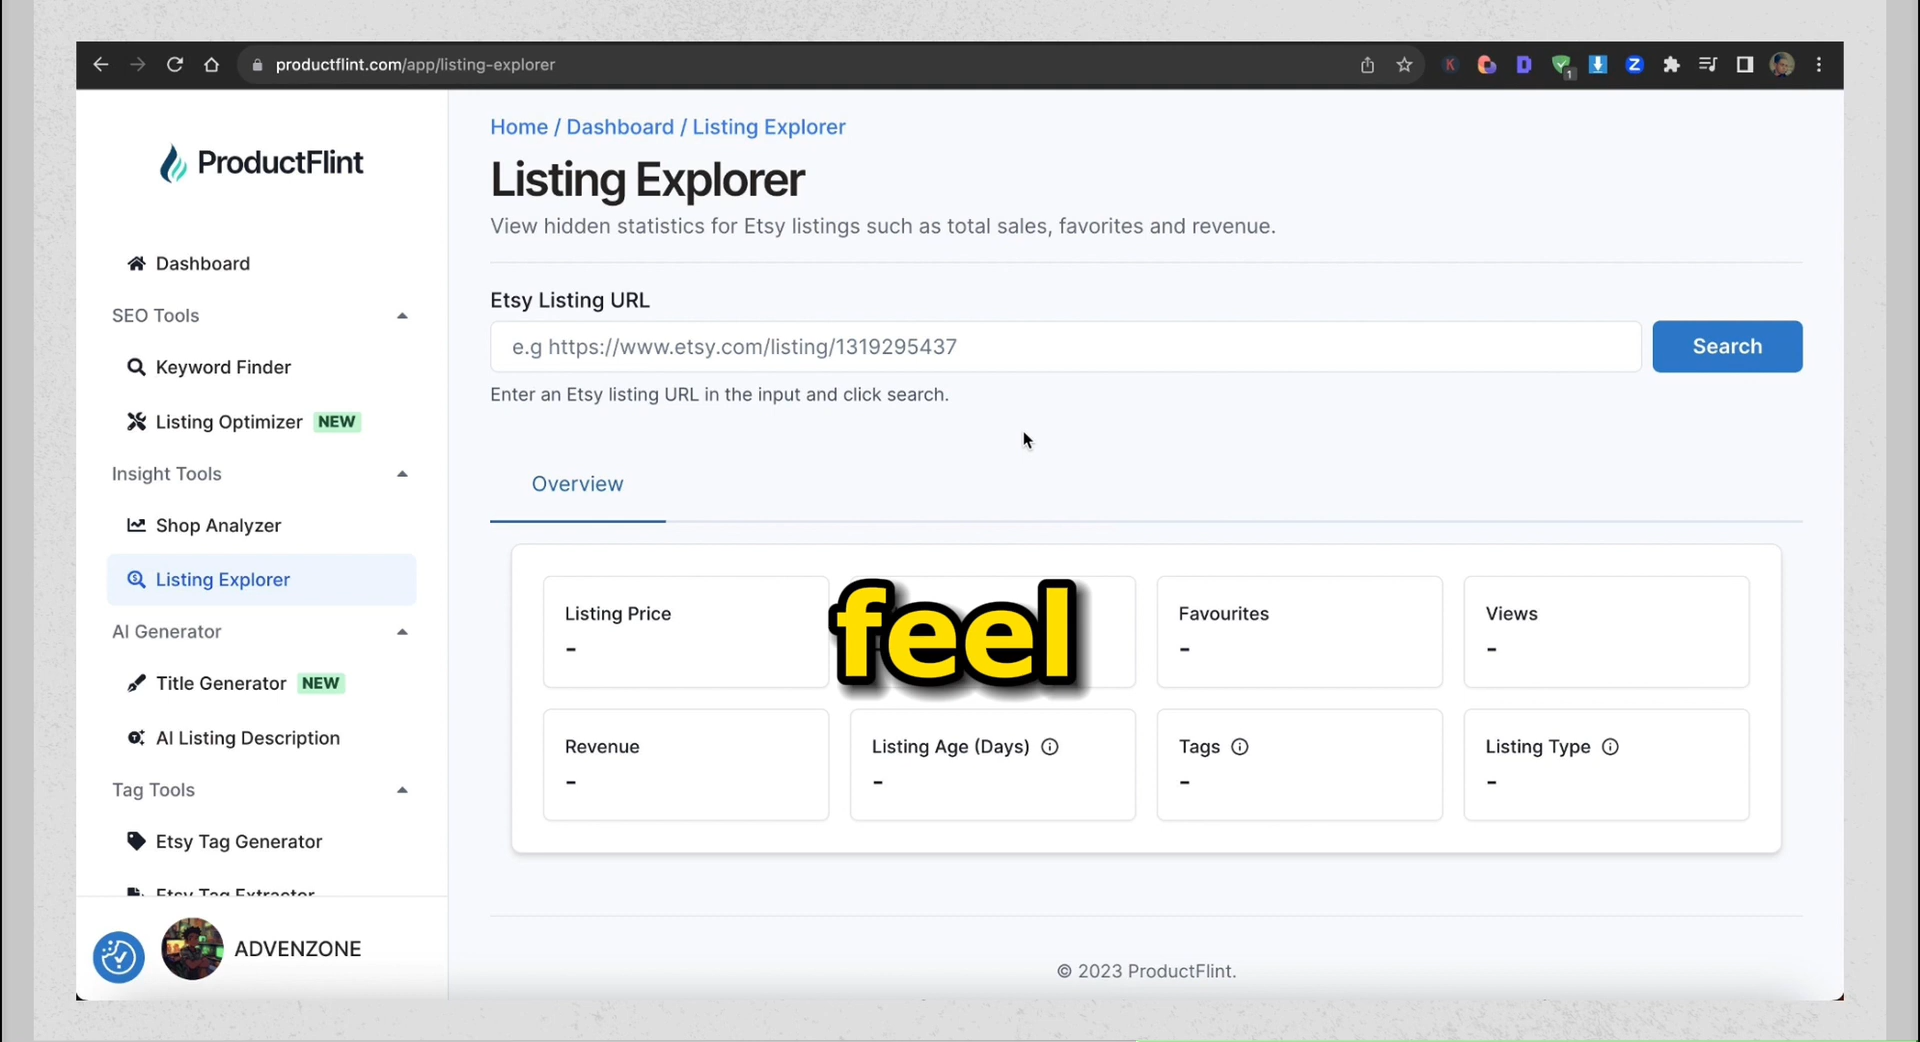 productflint.com/app/listing-explorer
K
D
1
Z
ProductFlint
Dashboard
SEO Tools
Keyword Finder
Listing Optimizer NEW
Insight Tools
Shop Analyzer
Listing Explorer
AI Generator
Title Generator NEW
AI Listing Description
Tag Tools
Etsy Tag Generator
Etsy Tag Extractor
ADVENZONE
Home / Dashboard / Listing Explorer
Listing Explorer
View hidden statistics for Etsy listings such as total sales, favorites and revenue.
Etsy Listing URL
e.g https://www.etsy.com/listing/1319295437
Search
Enter an Etsy listing URL in the input and click search.
Overview
Listing Price
-
feel
Favourites
-
Views
-
Revenue
-
Listing Age (Days)
-
Tags
-
Listing Type
-
© 2023 ProductFlint.